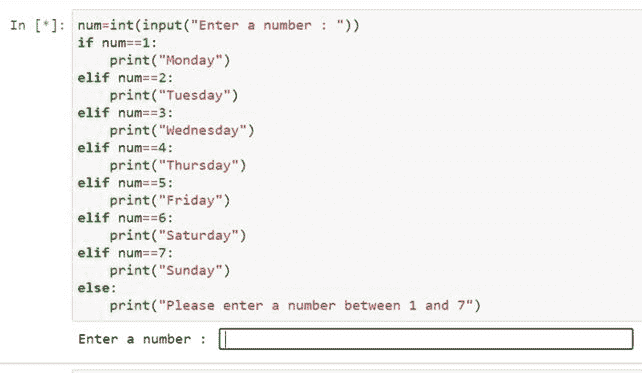 In [*]: num=int(input("Enter a number : "))
if num==1:
    print("Monday")
elif num==2:
    print("Tuesday")
elif num==3:
    print("Wednesday")
elif num==4:
    print("Thursday")
elif num==5:
    print("Friday")
elif num==6:
    print("Saturday")
elif num==7:
    print("Sunday")
else:
    print("Please enter a number between 1 and 7")
Enter a number :